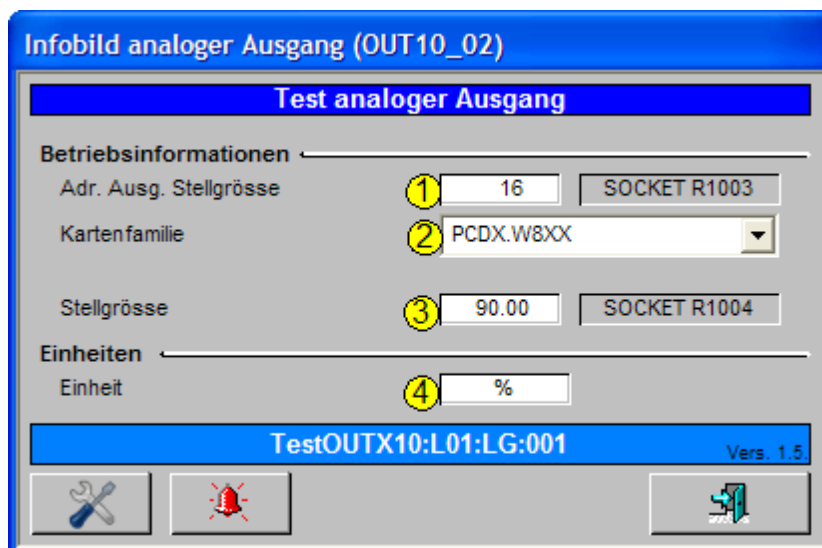 Infobild analoger Ausgang (OUT10_02)
Test analoger Ausgang
Betriebsinformationen
Adr. Ausg. Stellgrösse 1 16 SOCKET R1003
Kartenfamilie 2 PCDX.W8XX
Stellgrösse 3 90.00 SOCKET R1004
Einheiten
Einheit 4 %
TestOUTX10:L01:LG:001 Vers. 1.5.